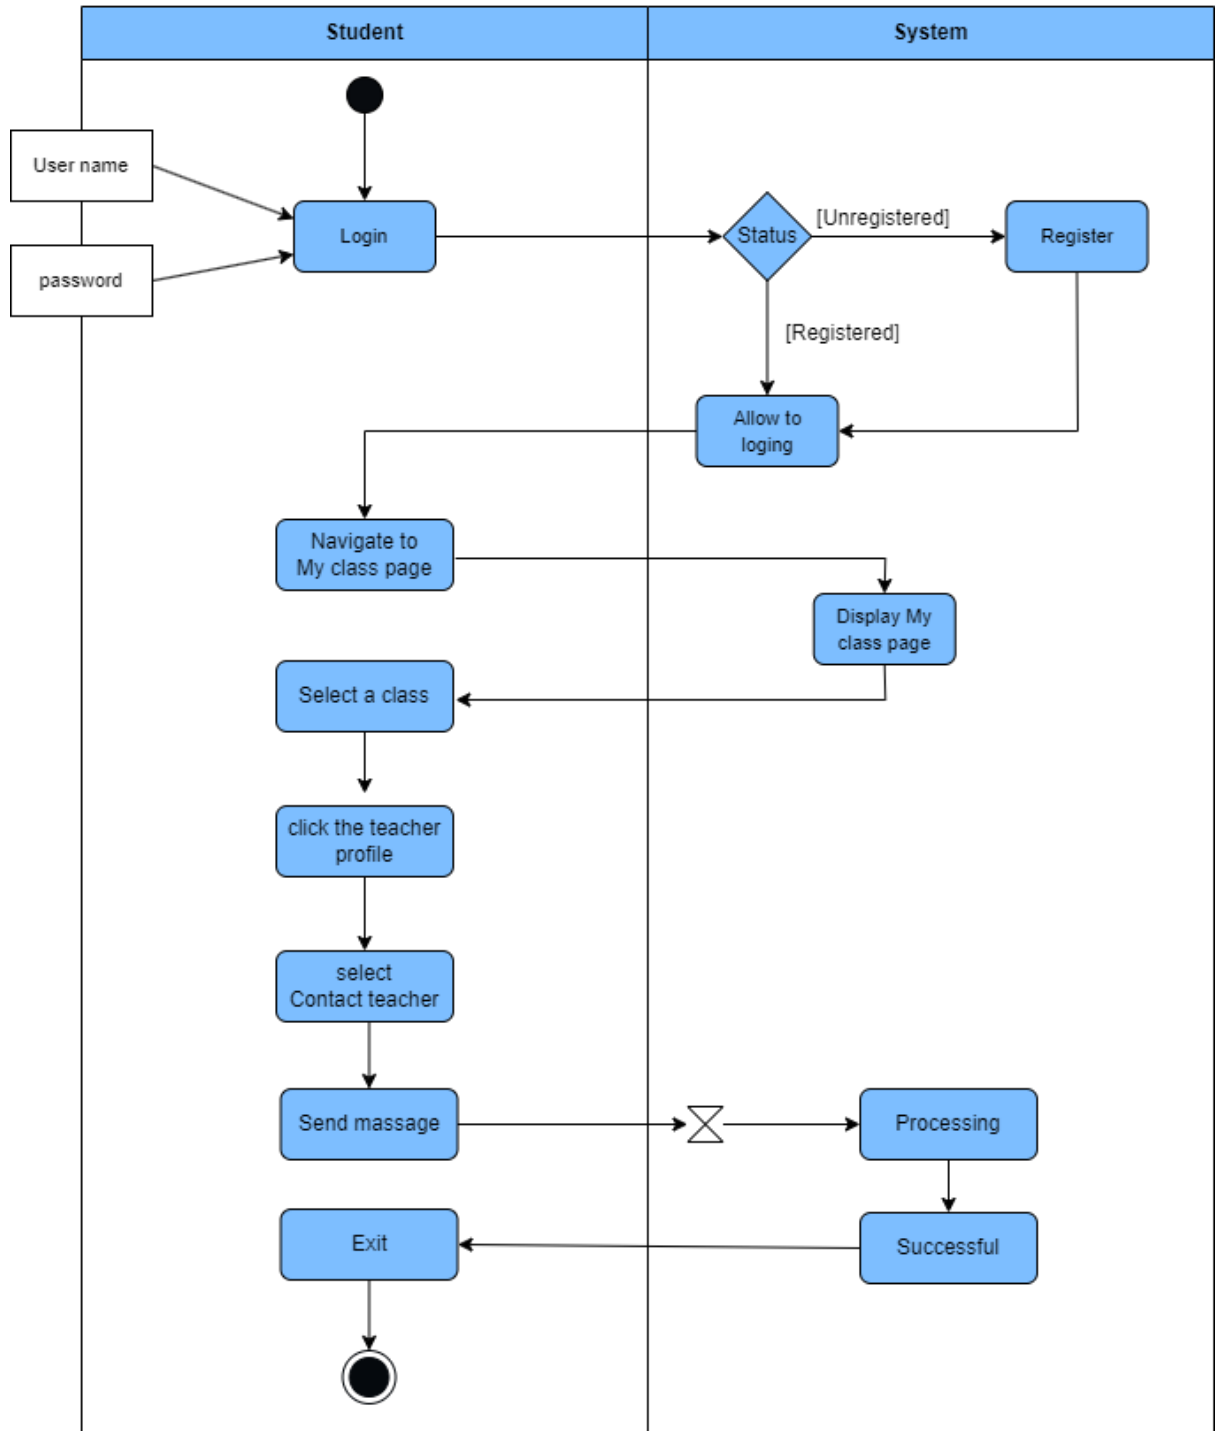 Student
System
User name
Login
Status
[Unregistered]
Register
password
[Registered]
Allow to
loging
Navigate to
My class page
Display My
class page
Select a class
click the teacher
profile
select
Contact teacher
Send massage
Processing
Exit
Successful